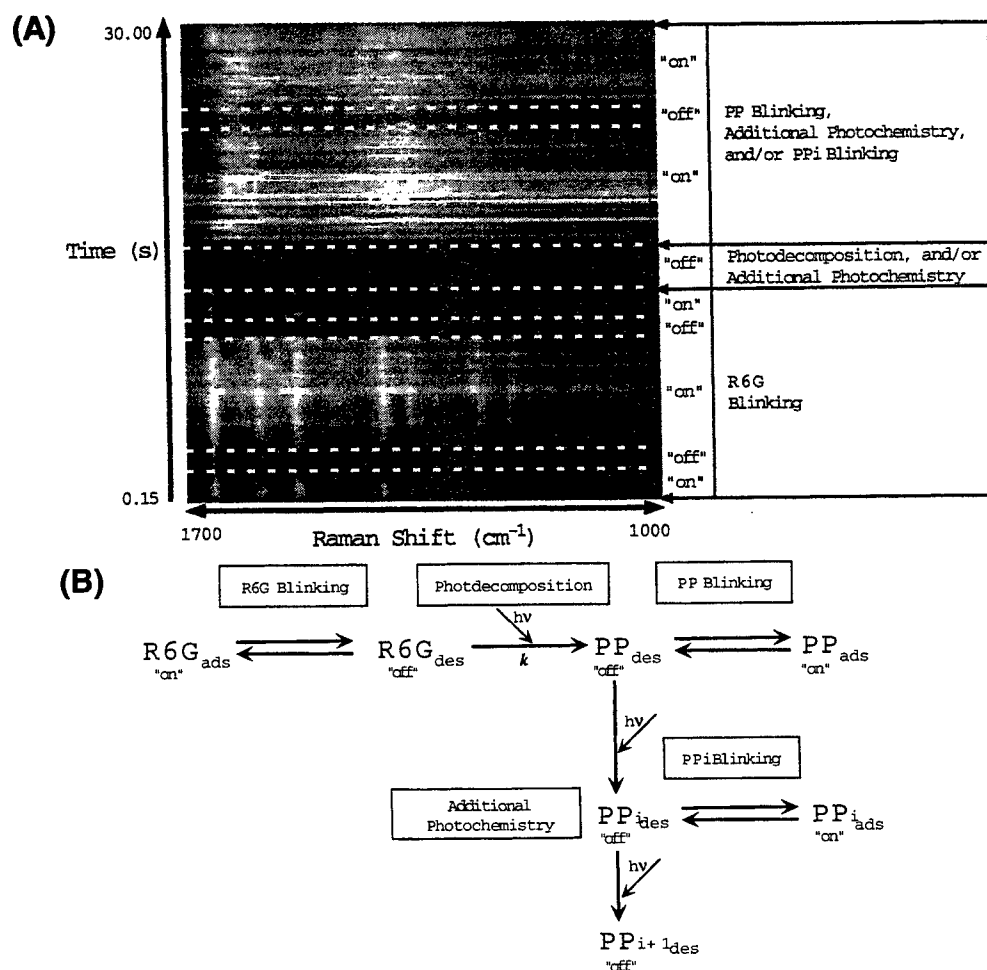 (A)
30.00
Time (s)
0.15
1700
Raman Shift (cm⁻¹)
1000
"on"
"off"
"on"
"off"
"on"
"off"
"on"
"off"
"on"
PP Blinking,
Additional Photochemistry,
and/or PPi Blinking
Photodecomposition, and/or
Additional Photochemistry
R6G
Blinking
(B)
R6G Blinking
Photdecomposition
PP Blinking
hν
R6Gads
"on"
R6Gdes
"off"
k
PPdes
"off"
PPads
"on"
hν
PPiBlinking
Additional
Photochemistry
PPides
"off"
PPiads
"on"
hν
PPi+1des
"off"